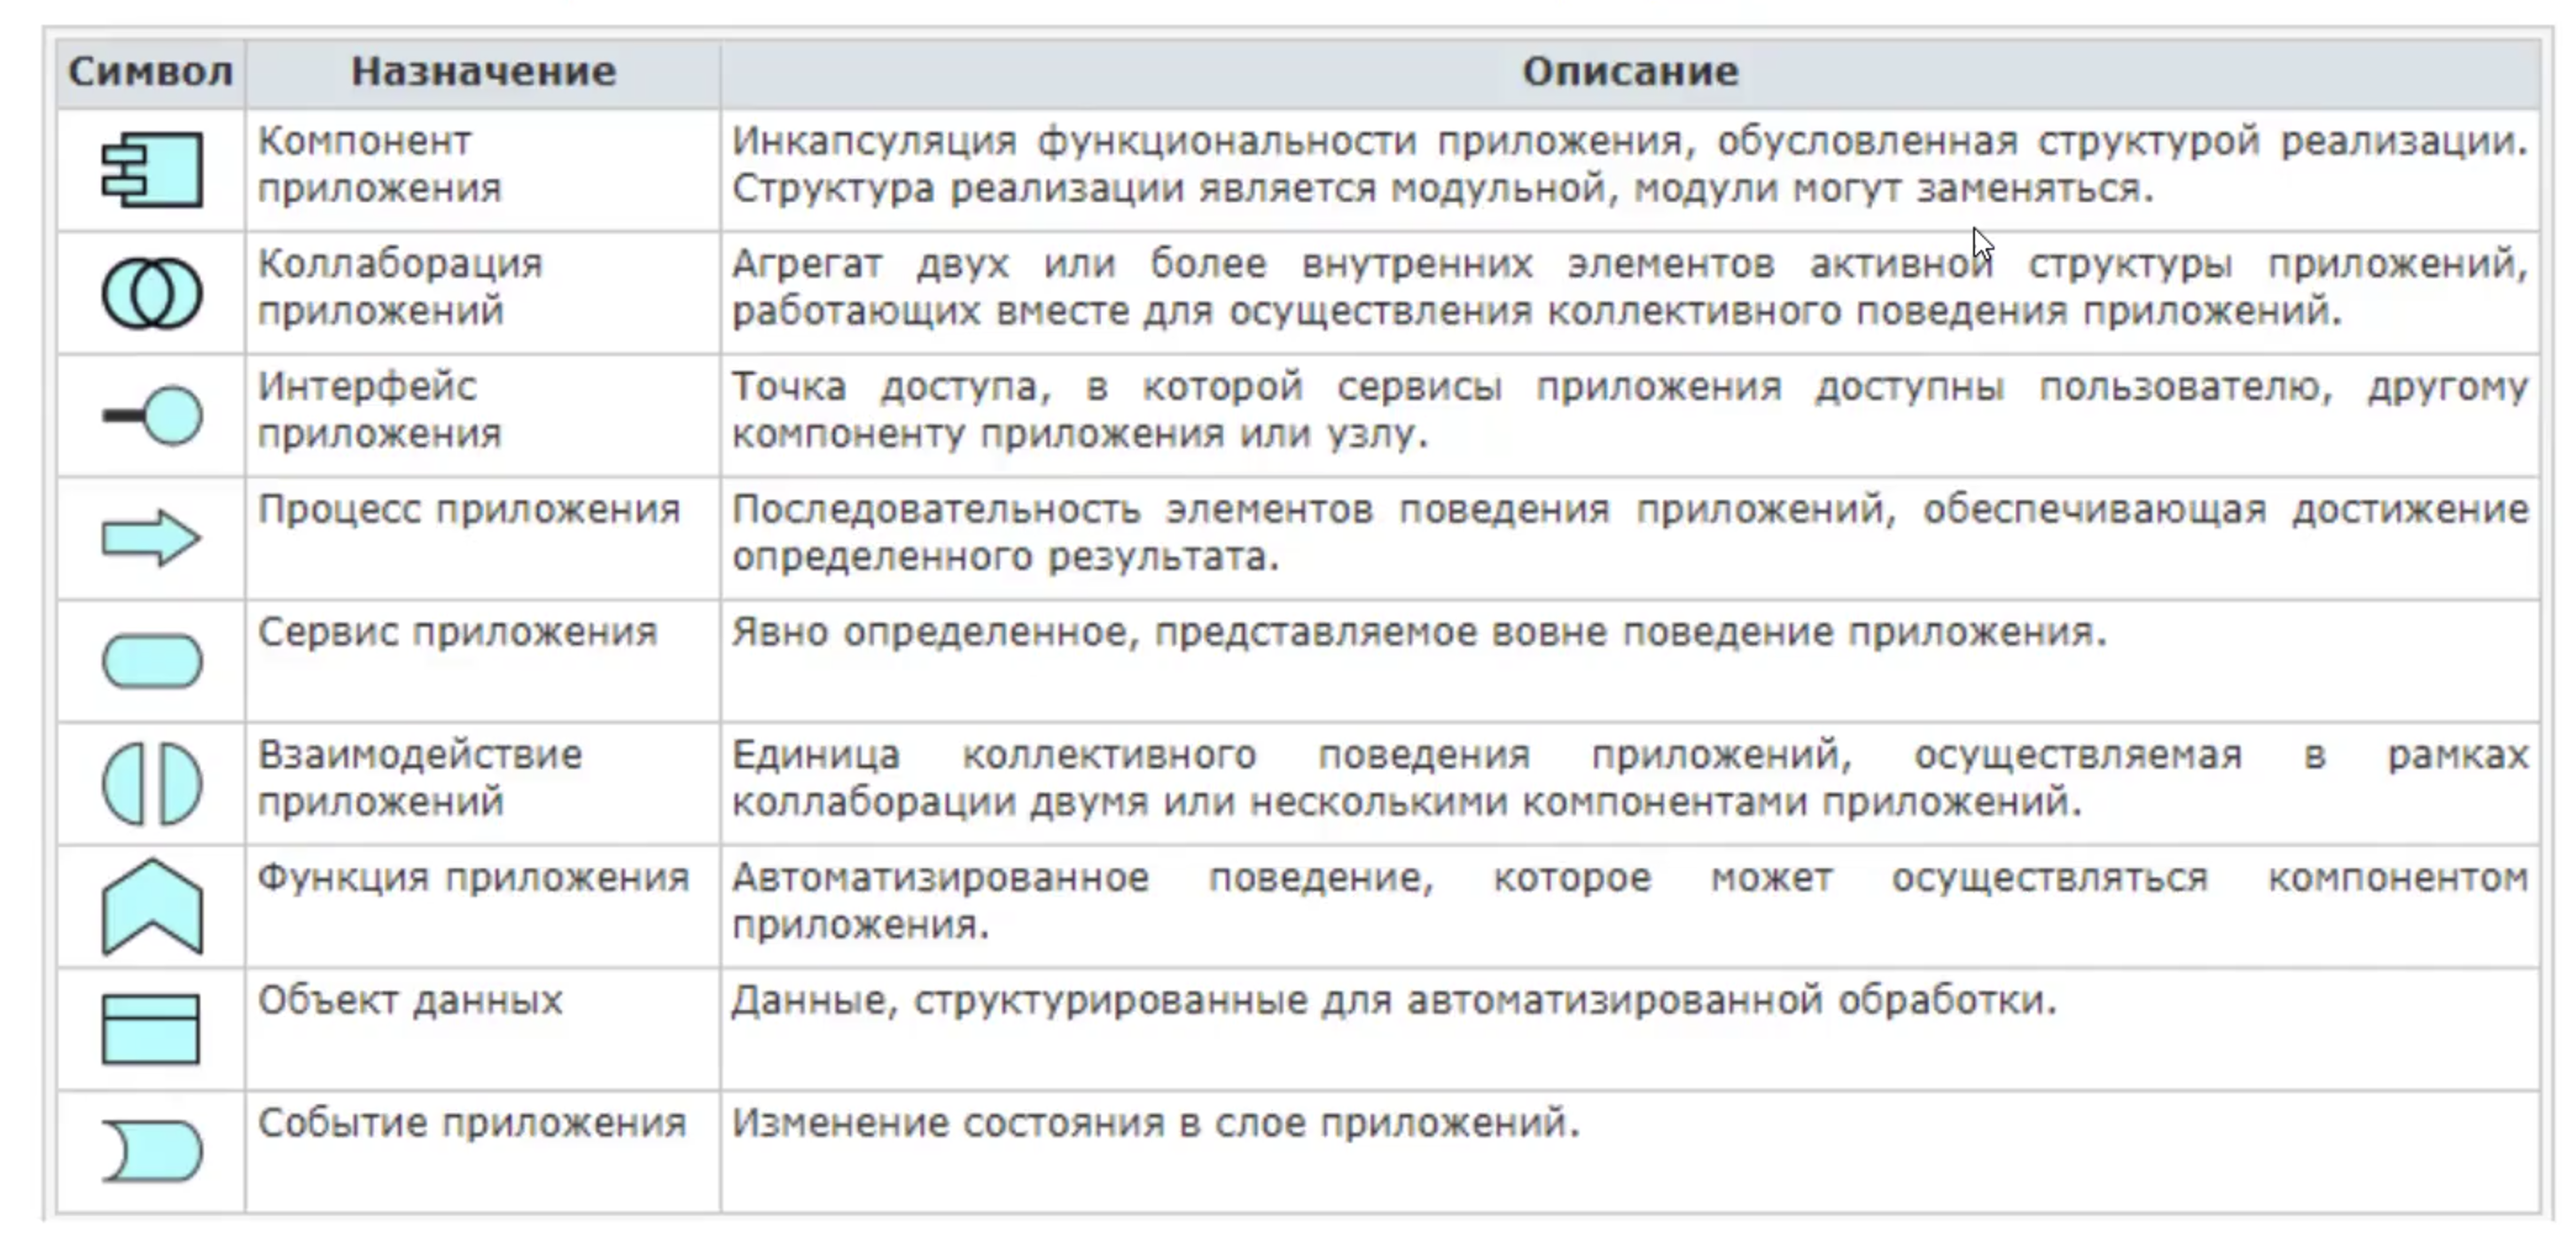 Символ Назначение Описание
Компонент
приложения
Инкапсуляция функциональности приложения, обусловленная структурой реализации.
Структура реализации является модульной, модули могут заменяться.
Коллаборация
приложений
Агрегат двух или более внутренних элементов активной структуры приложений,
работающих вместе для осуществления коллективного поведения приложений.
Интерфейс
приложения
Точка доступа, в которой сервисы приложения доступны пользователю, другому
компоненту приложения или узлу.
Процесс приложения
Последовательность элементов поведения приложений, обеспечивающая достижение
определенного результата.
Сервис приложения
Явно определенное, представляемое вовне поведение приложения.
Взаимодействие
приложений
Единица коллективного поведения приложений, осуществляемая в рамках
коллаборации двумя или несколькими компонентами приложений.
Функция приложения
Автоматизированное поведение, которое может осуществляться компонентом
приложения.
Объект данных
Данные, структурированные для автоматизированной обработки.
Событие приложения
Изменение состояния в слое приложений.